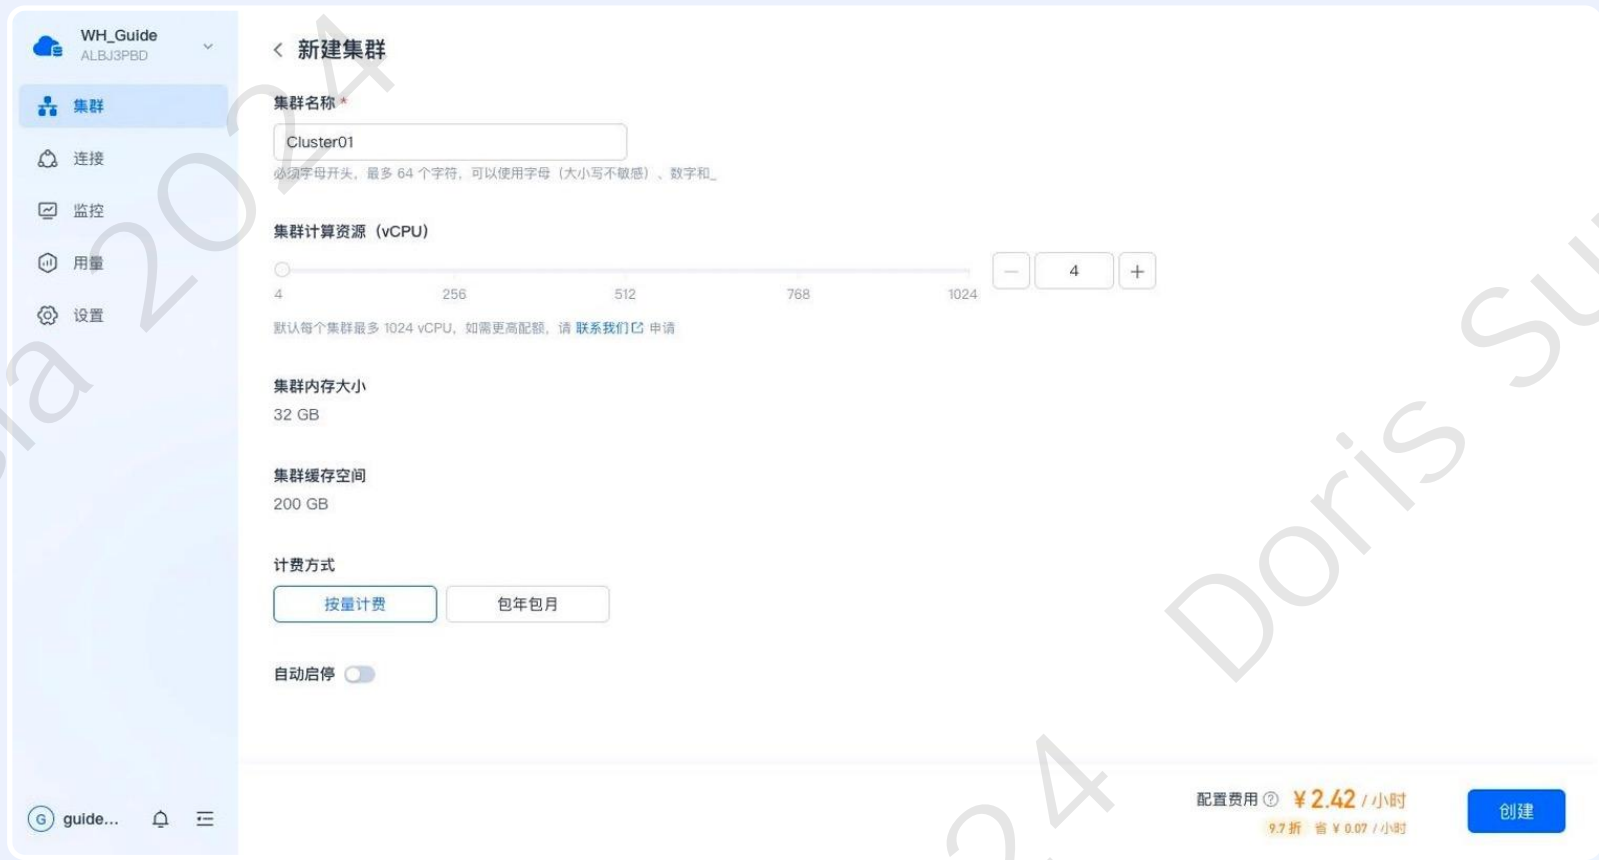 WH_Guide
ALBJ3PBD
集群
连接
监控
用量
设置
guide...
G
新建集群
集群名称 *
Cluster01
必须字母开头，最多 64 个字符，可以使用字母（大小写不敏感）、数字和_
集群计算资源（vCPU）
4 256 512 768 1024
4
默认每个集群最多 1024 vCPU，如需更高配额，请 联系我们 申请
集群内存大小
32 GB
集群缓存空间
200 GB
计费方式
按量计费 包年包月
自动启停
配置费用 ¥ 2.42 / 小时
9.7 折 省 ¥ 0.07 / 小时
创建
2024
Doris Su
24